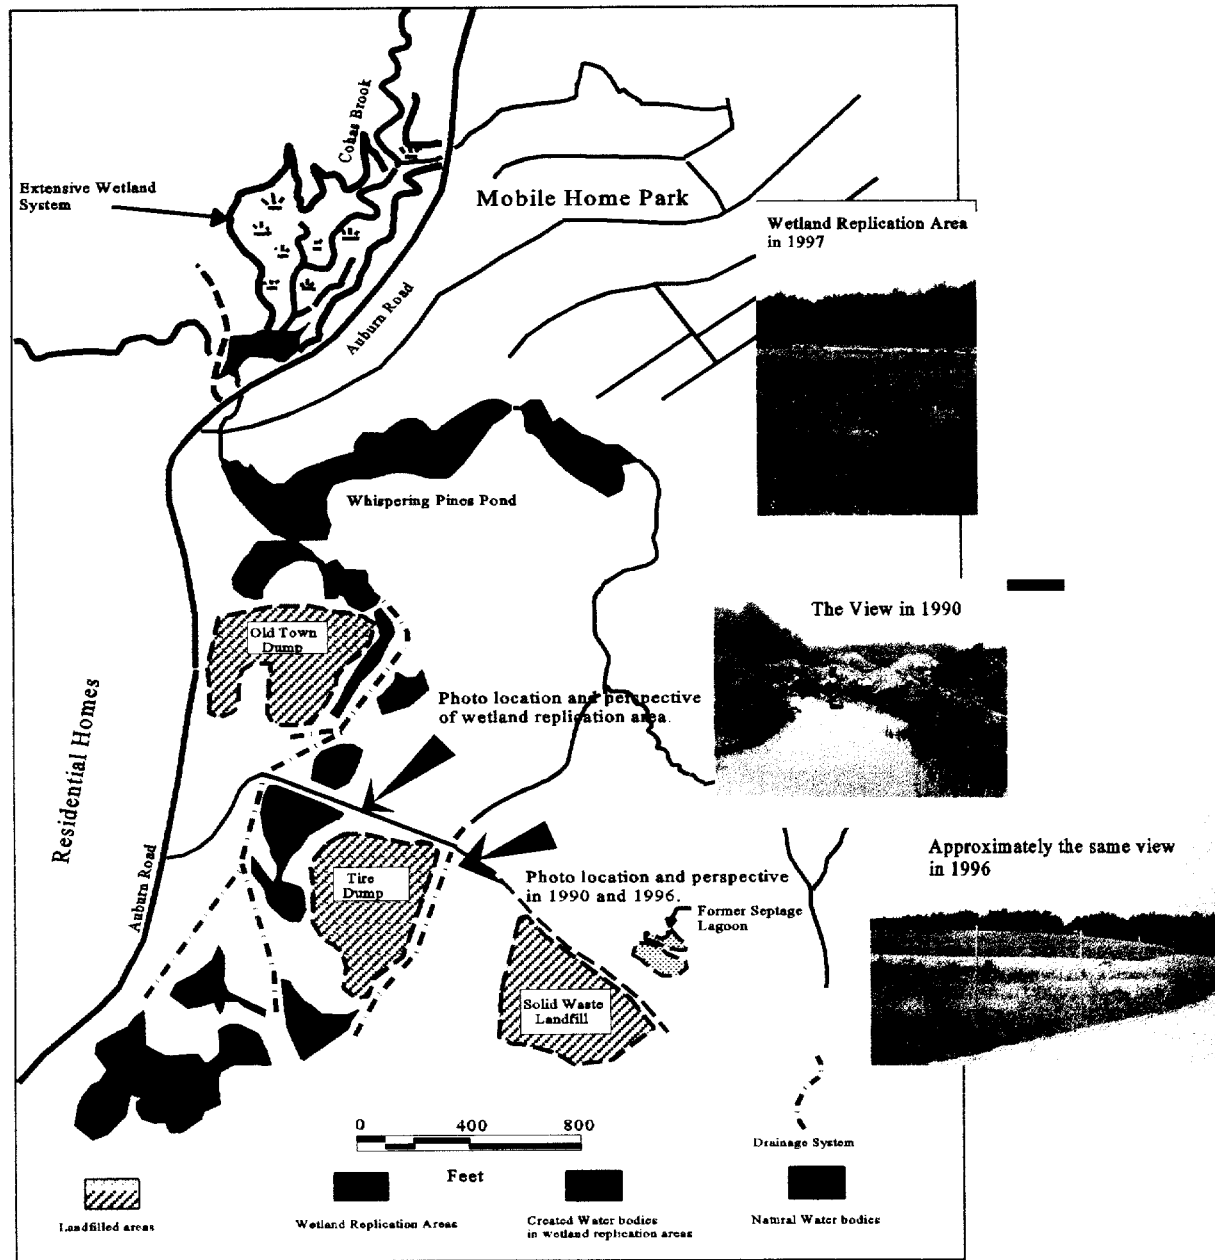 Cohas Brook
Extensive Wetland
System
Mobile Home Park
Wetland Replication Area
in 1997
Auburn Road
Whispering Pines Pond
The View in 1990
Old Town
Dump
Photo location and perspective
of wetland replication area.
Residential Homes
Auburn Road
Approximately the same view
in 1996
Tire
Dump
Photo location and perspective
in 1990 and 1996.
Former Septage
Lagoon
Solid Waste
Landfill
0 400 800
Feet
Drainage System
Landfilled areas
Wetland Replication Areas
Created Water bodies
in wetland replication areas
Natural Water bodies